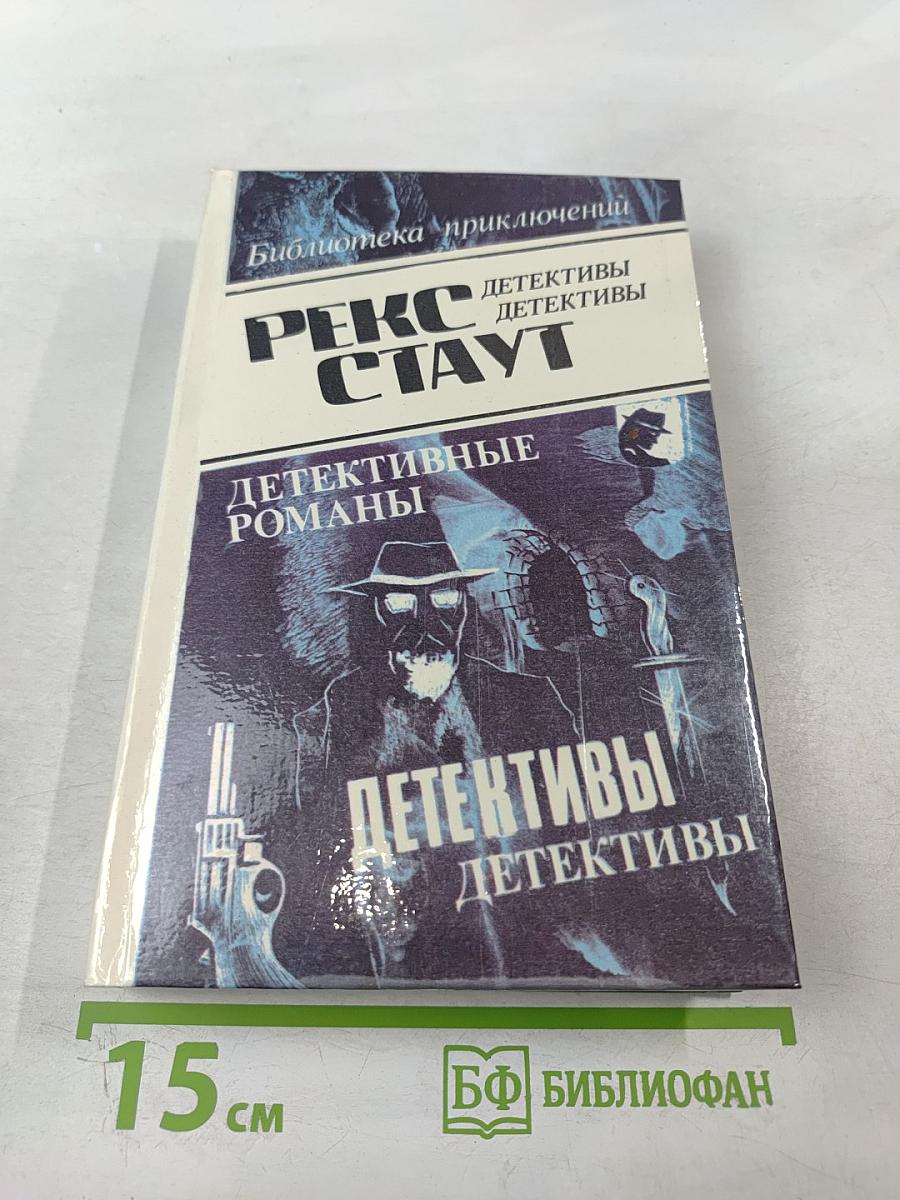 Библиотека приключений
РЕКС
СТАУТ
ДЕТЕКТИВЫ
ДЕТЕКТИВЫ
ДЕТЕКТИВНЫЕ
РОМАНЫ
ДЕТЕКТИВЫ
ДЕТЕКТИВЫ
15 см
БФ БИБЛИОФАН